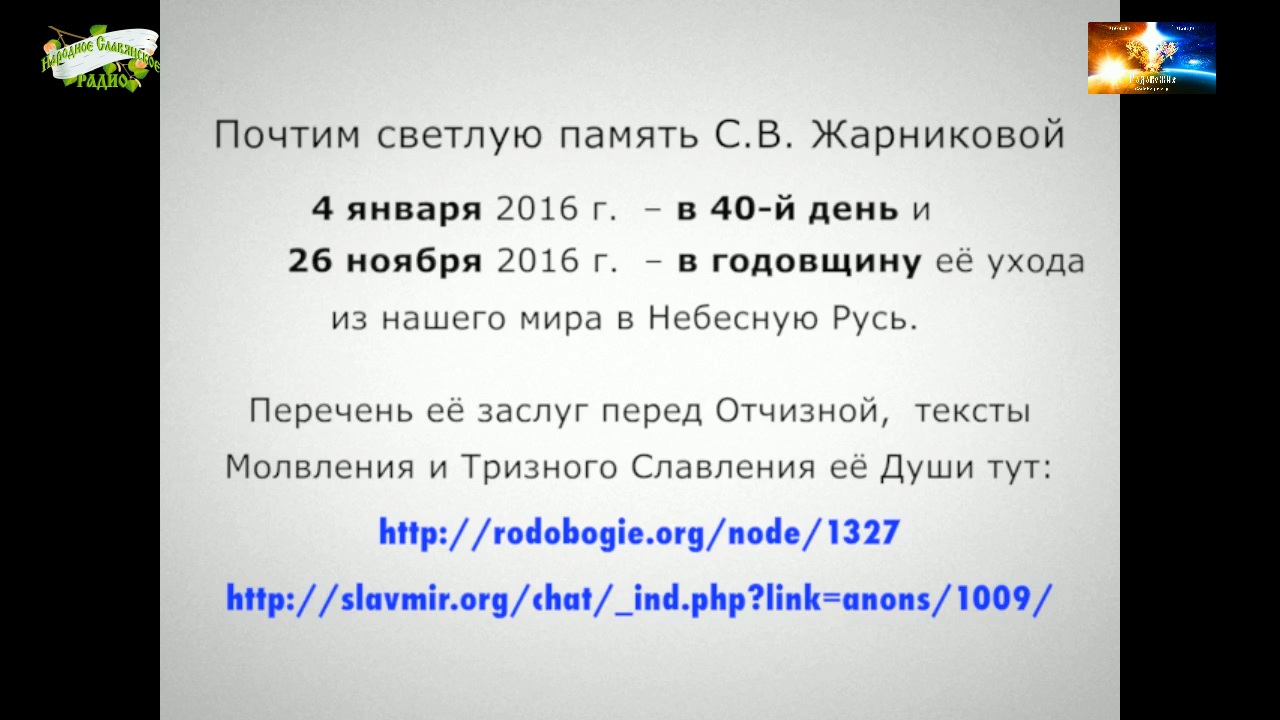 Народное Славянское
РАДИО
Почтим светлую память С.В. Жарниковой
4 января 2016 г. – в 40-й день и
26 ноября 2016 г. – в годовщину её ухода
из нашего мира в Небесную Русь.
Перечень её заслуг перед Отчизной, тексты
Молвления и Тризного Славления её Души тут:
http://rodobogie.org/node/1327
http://slavmir.org/chat/_ind.php?link=anons/1009/